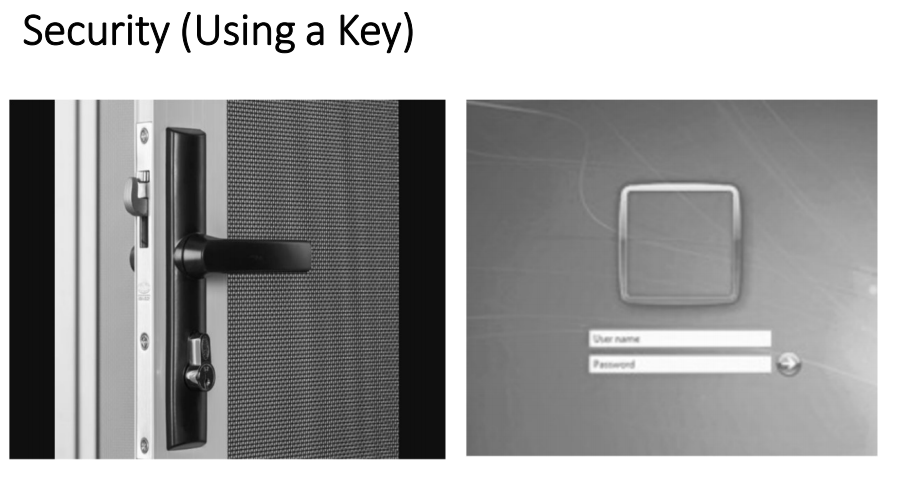 Security (Using a Key)
User name
Password